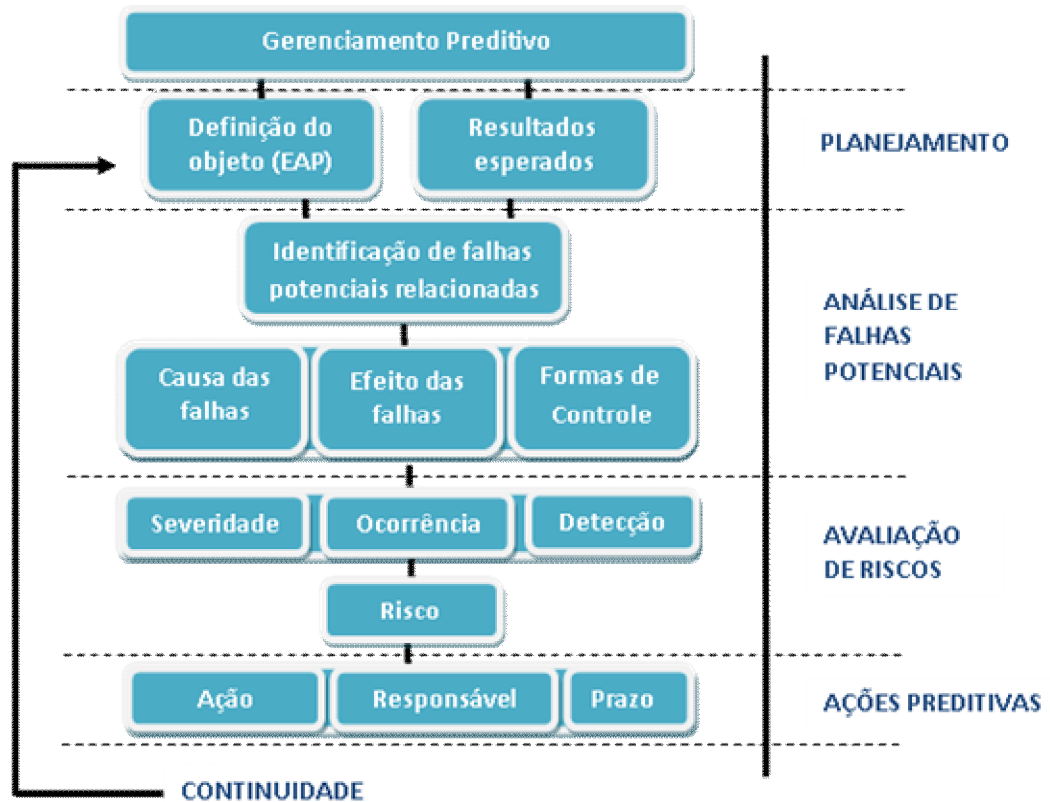 Gerenciamento Preditivo
Definição do
objeto (EAP)
Resultados
esperados
PLANEJAMENTO
Identificação de falhas
potenciais relacionadas
ANÁLISE DE
FALHAS
POTENCIAIS
Causa das
falhas
Efeito das
falhas
Formas de
Controle
Severidade
Ocorrência
Detecção
AVALIAÇÃO
DE RISCOS
Risco
Ação
Responsável
Prazo
AÇÕES PREDITIVAS
CONTINUIDADE